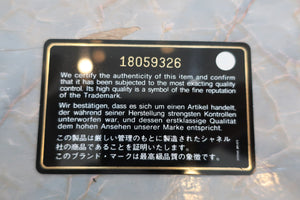 18059326
We certify the authenticity of this item and confirm
that it has been subjected to the most exacting quality
control. Its high quality is a symbol of the fine reputation
of the Trademark.
Wir bestätigen, dass es sich um einen Artikel handelt,
der während seiner Herstellung strengsten Kontrollen
unterworfen war, und dessen erstklassige Qualität
dem hohen Ansehen unserer Marke entspricht.
この製品は厳しい管理のもとに製造されたシャネル
社の商品であることを証明いたします。
このブランド・マークは最高級品質の象徴です。